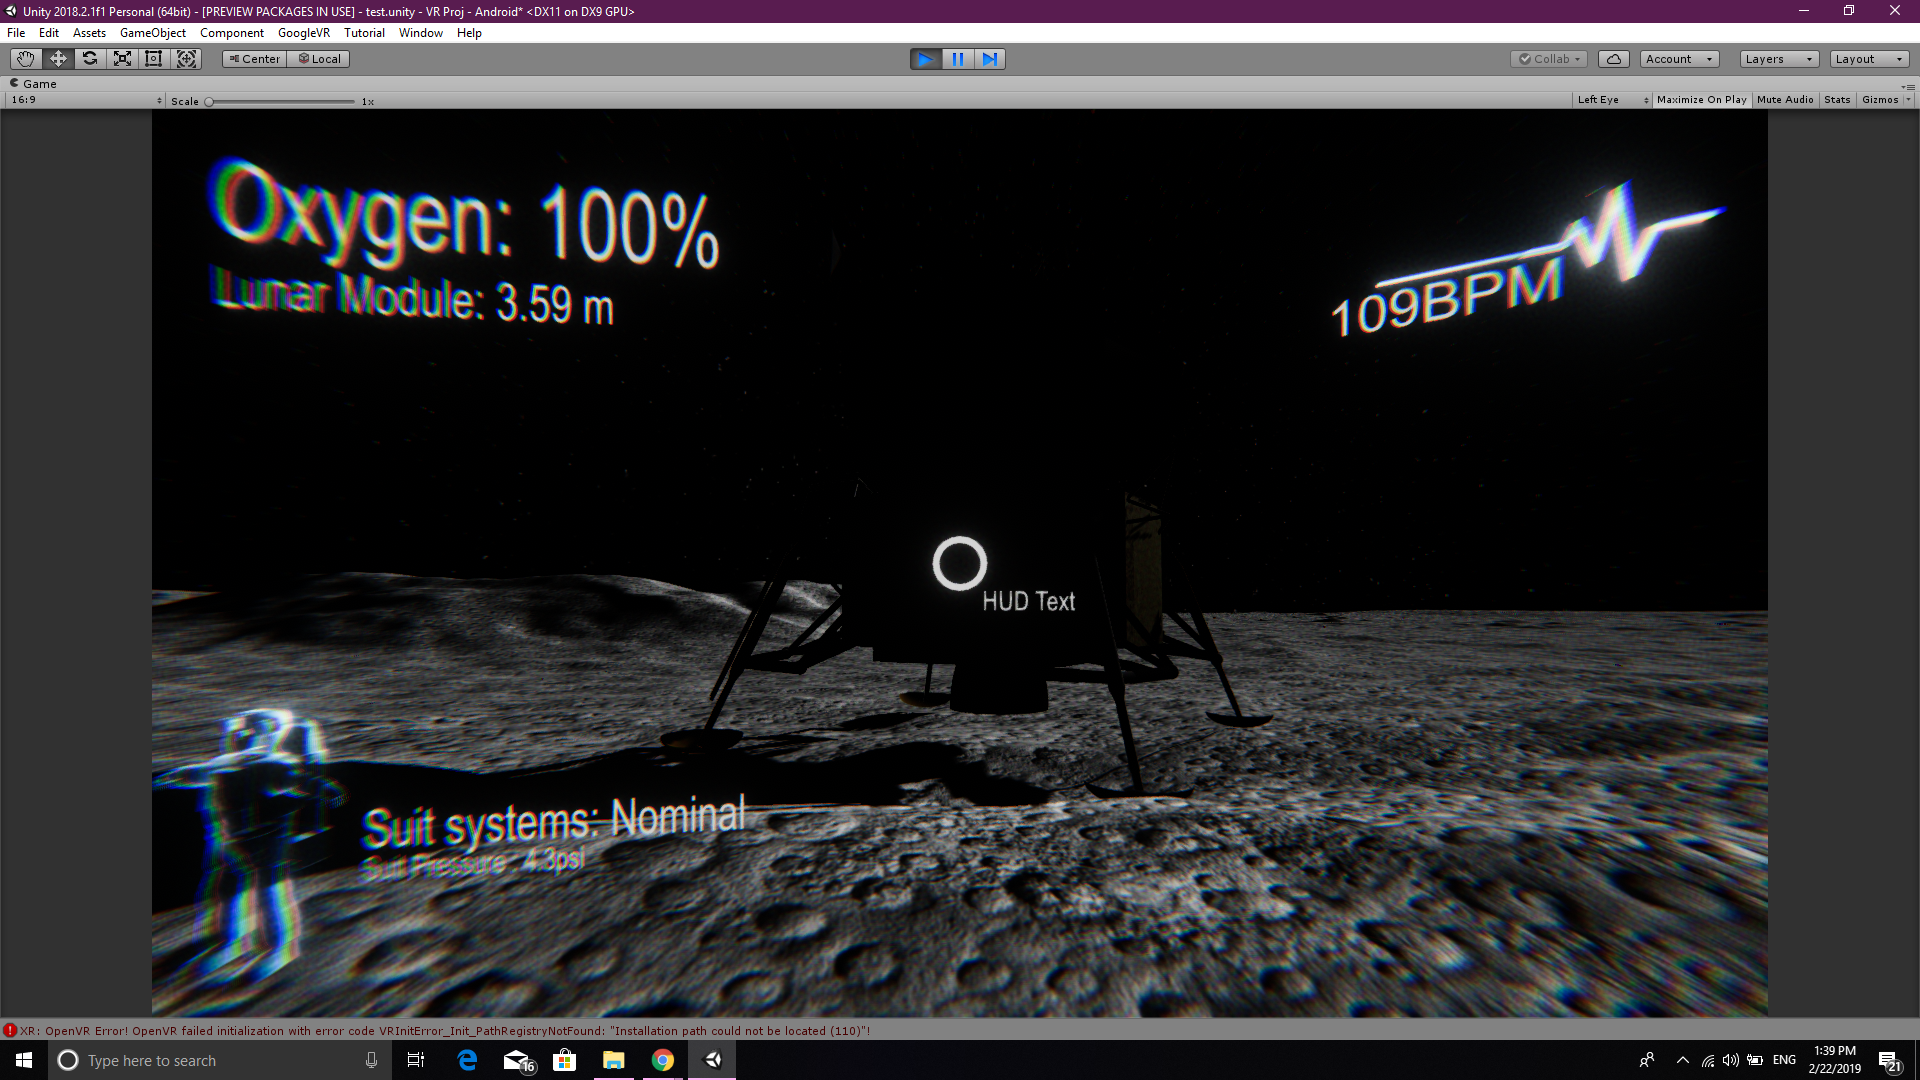 Unity 2018.2.1f1 Personal (64bit) - [PREVIEW PACKAGES IN USE] - test.unity - VR Proj - Android* <DX11 on DX9 GPU>
File Edit Assets GameObject Component GoogleVR Tutorial Window Help
Center Local Collab Account Layers Layout
Game
16:9 Scale 1x Left Eye Maximize On Play Mute Audio Stats Gizmos
Oxygen: 100%
Lunar Module: 3.59 m
109BPM
HUD Text
Suit systems: Nominal
Suit Pressure: 4.3psi
XR: OpenVR Error! OpenVR failed initialization with error code VRInitError_Init_PathRegistryNotFound: "Installation path could not be located (110)"!
Type here to search 16 ENG 1:39 PM
2/22/2019 21